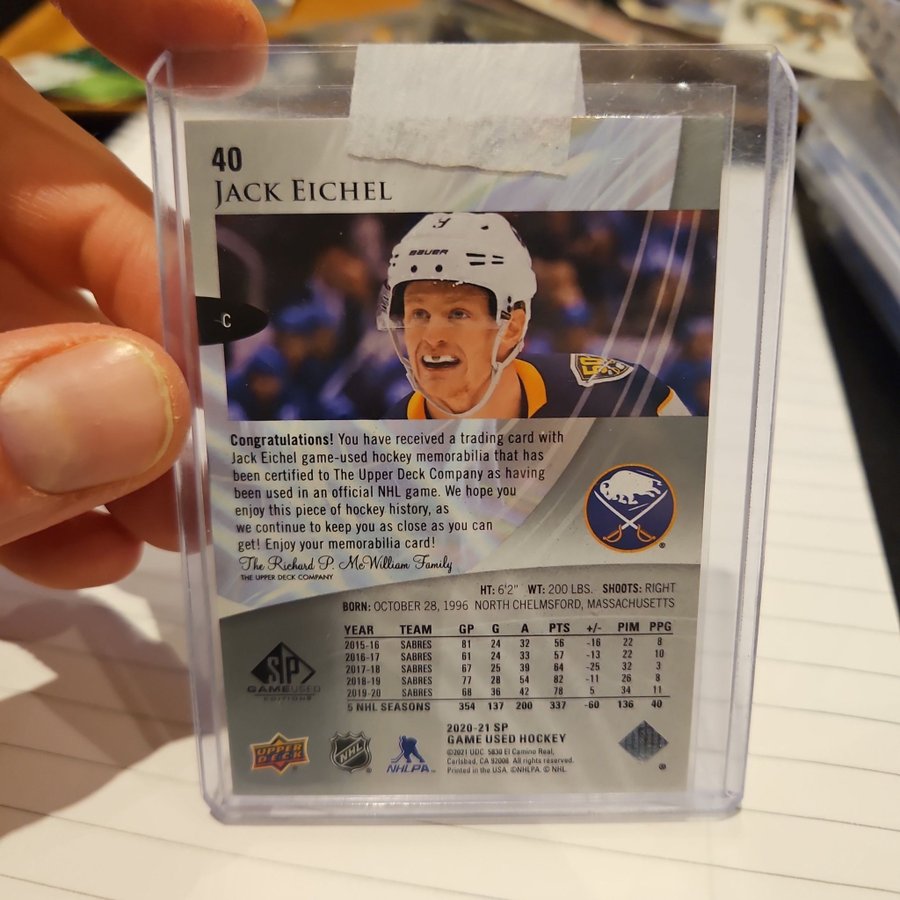 40
JACK EICHEL
BAUER
50
C
Congratulations! You have received a trading card with
Jack Eichel game-used hockey memorabilia that has
been certified to The Upper Deck Company as having
been used in an official NHL game. We hope you
enjoy this piece of hockey history, as
we continue to keep you as close as you can
get! Enjoy your memorabilia card!
The Richard P. McWilliam Family
THE UPPER DECK COMPANY
HT: 6'2" WT: 200 LBS. SHOOTS: RIGHT
BORN: OCTOBER 28, 1996 NORTH CHELMSFORD, MASSACHUSETTS
YEAR TEAM GP G A PTS +/- PIM PPG
2015-16 SABRES 81 24 32 56 -16 22 8
2016-17 SABRES 61 24 33 57 -13 22 10
2017-18 SABRES 67 25 39 64 -25 32 3
2018-19 SABRES 77 28 54 82 -11 26 8
2019-20 SABRES 68 36 42 78 5 34 11
5 NHL SEASONS 354 137 200 337 -60 136 40
SP
GAME USED
EDITION
2020-21 SP
GAME USED HOCKEY
©2021 UDC. 5830 El Camino Real,
Carlsbad, CA 92008. All rights reserved.
Printed in the USA. ©NHLPA. © NHL
UPPER DECK
NHL
NHLPA